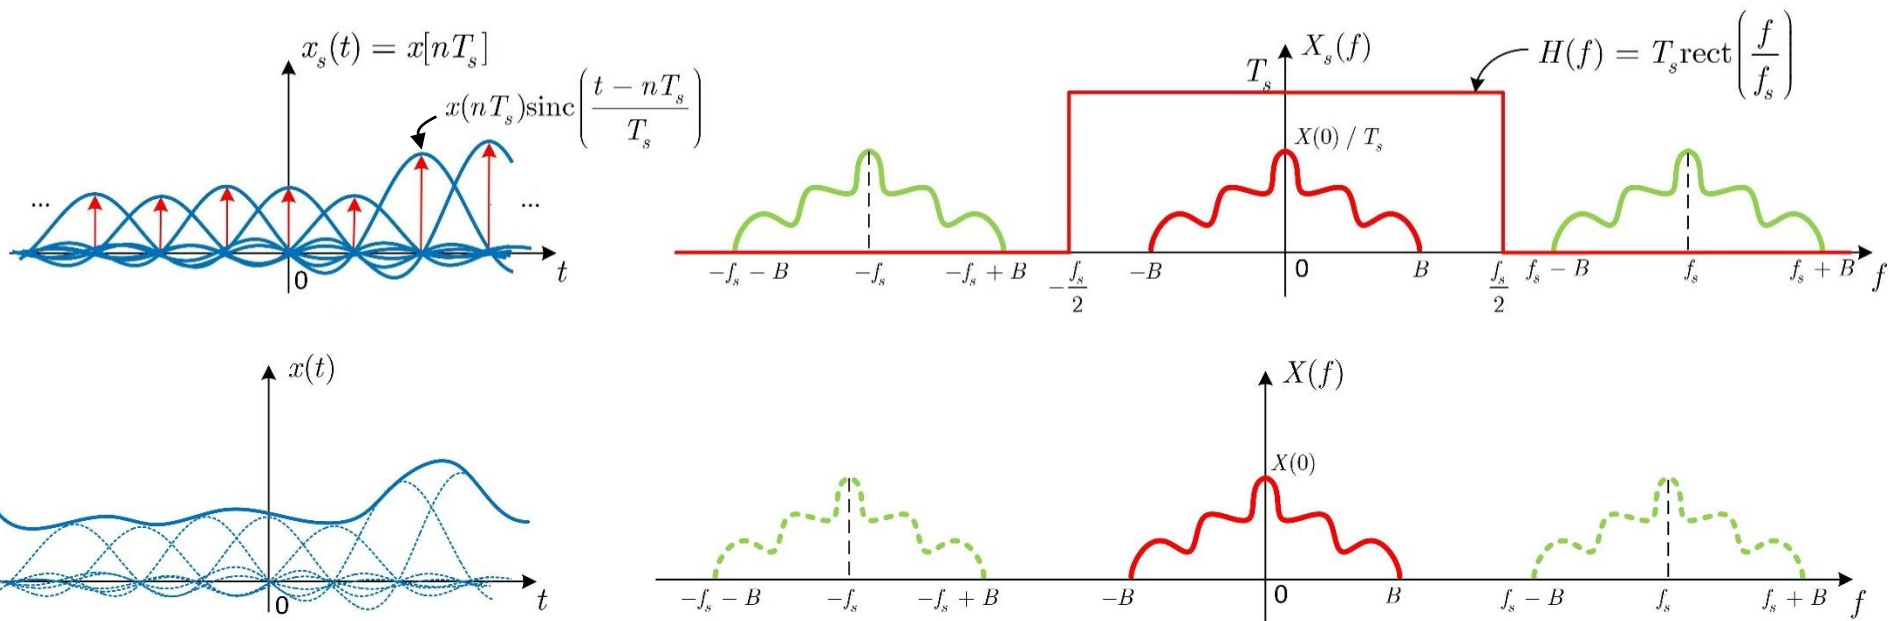 x_s(t) = x[nT_s]
x(nT_s)sinc((t − nT_s)/T_s)
...
...
0
t
X_s(f)
T_s
H(f) = T_s rect(f/f_s)
X(0) / T_s
−f_s − B
−f_s
−f_s + B
−f_s/2
−B
0
B
f_s/2
f_s − B
f_s
f_s + B
f
x(t)
0
t
X(f)
X(0)
−f_s − B
−f_s
−f_s + B
−B
0
B
f_s − B
f_s
f_s + B
f